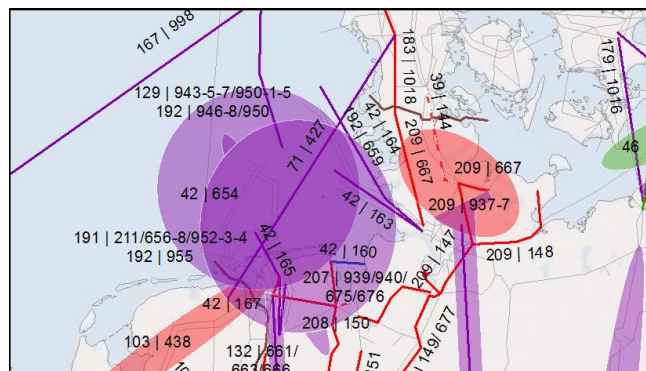 167 | 998
183 | 1018
179 | 1016
129 | 943-5-7/950-1-5
192 | 946-8/950
39 | 144
42 | 164
192 | 659
209 | 667
71 | 427
46
209 | 667
42 | 654
42 | 163
209 | 937-7
191 | 211/656-8/952-3-4
192 | 955
42 | 165
42 | 160
209 | 147
209 | 148
207 | 939/940/
675/676
42 | 167
208 | 150
103 | 438
132 | 661/
663/666
149/677